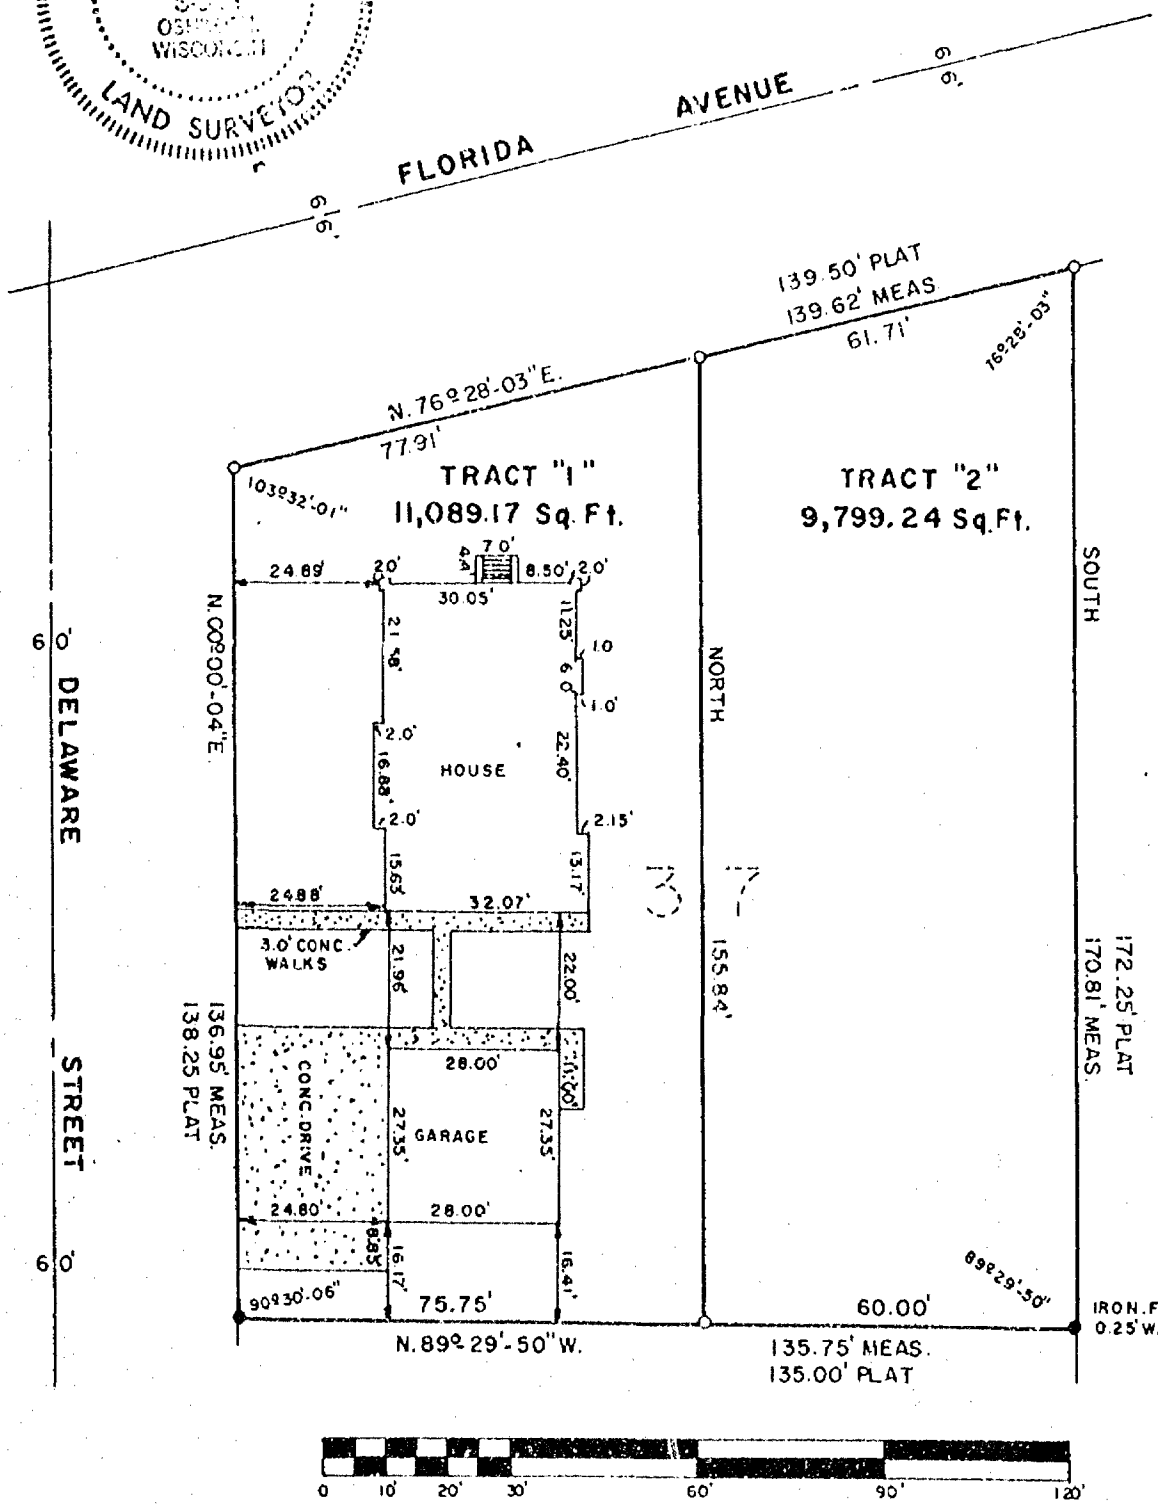 WISCONSIN
LAND SURVEYOR
FLORIDA AVENUE
66'
66'
139.50' PLAT
139.62' MEAS.
61.71'
76°28'-03"
N. 76°28'-03"E.
77.91'
103°32'-01"
TRACT "1"
11,089.17 Sq. Ft.
TRACT "2"
9,799.24 Sq. Ft.
7.0'
4.4
24.89'
2.0'
8.50'
2.0'
30.05'
11.25'
1.0
6.0
1.0'
21.58'
2.0'
16.88'
2.0'
HOUSE
22.40'
2.15'
15.63'
13.17'
24.88'
32.07'
3.0' CONC.
WALKS
21.96'
22.00'
28.00'
11.00'
CONC. DRIVE
27.35'
GARAGE
27.35'
24.80'
28.00'
8.85'
16.17'
16.41'
N. 00°00'-04"E.
60'
DELAWARE
STREET
60'
136.95' MEAS.
138.25 PLAT
NORTH
155.84'
37
SOUTH
172.25' PLAT
170.81' MEAS.
90°30'-06"
75.75'
N. 89°-29'-50"W.
60.00'
89°29'-50"
135.75' MEAS.
135.00' PLAT
IRON. F
0.25' W.
0 10' 20' 30' 60' 90' 120'